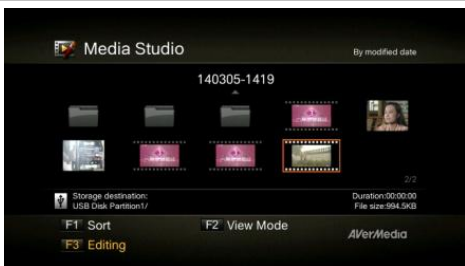 Media Studio
By modified date
140305-1419
2/2
Storage destination:
USB Disk Partition1/
Duration:00:00:00
File size:994.5KB
F1 Sort
F2 View Mode
F3 Editing
AVerMedia